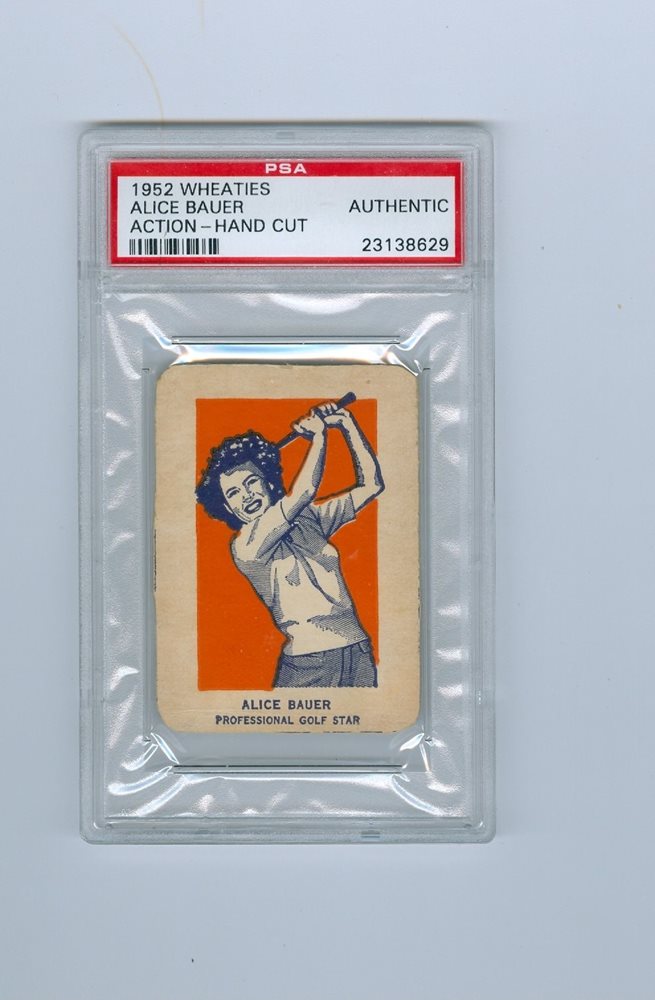 PSA
1952 WHEATIES
ALICE BAUER AUTHENTIC
ACTION - HAND CUT
23138629
ALICE BAUER
PROFESSIONAL GOLF STAR